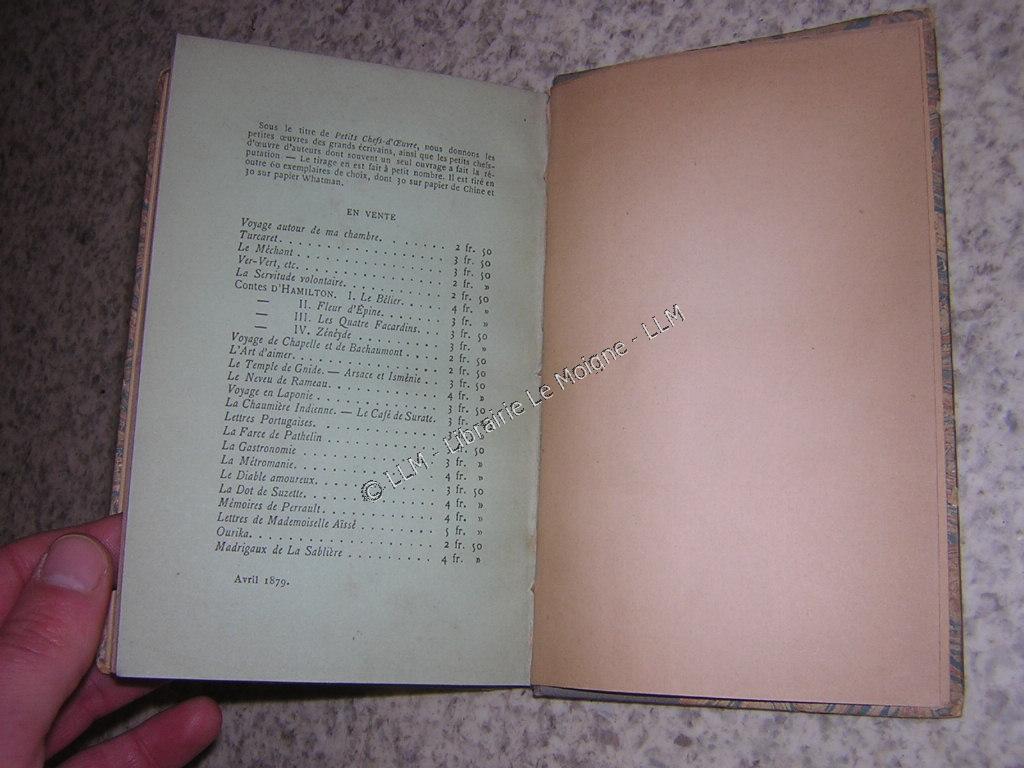 Sous le titre de Petits Chefs-d'Œuvre, nous donnons les
petites œuvres des grands écrivains, ainsi que les petits chefs-
d'œuvre d'auteurs dont souvent un seul ouvrage a fait la ré-
putation. — Le tirage en est fait à petit nombre. Il est tiré en
outre 60 exemplaires de choix, dont 30 sur papier de Chine et
30 sur papier Whatman.
EN VENTE
Voyage autour de ma chambre. . . . . . . . 2 fr. 50
Turcaret. . . . . . . . . . . . . . . . . 3 fr. 50
Le Méchant . . . . . . . . . . . . . . . 3 fr. 50
Ver-Vert, etc. . . . . . . . . . . . . . . 2 fr. »
La Servitude volontaire. . . . . . . . . . 2 fr. 50
Contes D'HAMILTON. I. Le Bélier. . . . . . 4 fr. »
— II. Fleur d'Épine. . . . . 3 fr. »
— III. Les Quatre Facardins. . . 3 fr. 50
— IV. Zénéyde . . . . . . . 3 fr. »
Voyage de Chapelle et de Bachaumont . . . . 2 fr. 50
L'Art d'aimer. . . . . . . . . . . . . . . 2 fr. 50
Le Temple de Gnide. — Arsace et Isménie . . 3 fr. 50
Le Neveu de Rameau. . . . . . . . . . . . 4 fr. »
Voyage en Laponie . . . . . . . . . . . . 3 fr. 50
La Chaumière Indienne. — Le Café de Surate. 3 fr.
Lettres Portugaises. . . . . . . . . . . . 3 fr.
La Farce de Pathelin . . . . . . . . . . . 3 fr. 50
La Gastronomie . . . . . . . . . . . . . 3 fr. »
La Métromanie. . . . . . . . . . . . . . . 4 fr. »
Le Diable amoureux. . . . . . . . . . . . 3 fr. 50
La Dot de Suzette. . . . . . . . . . . . . 4 fr. »
Mémoires de Perrault. . . . . . . . . . . 4 fr. »
Lettres de Mademoiselle Aïssé . . . . . . . 5 fr. »
Ourika. . . . . . . . . . . . . . . . . . 2 fr. 50
Madrigaux de La Sablière . . . . . . . . . 4 fr. »
Avril 1879.
© LLM - Librairie Le Moigne - LLM